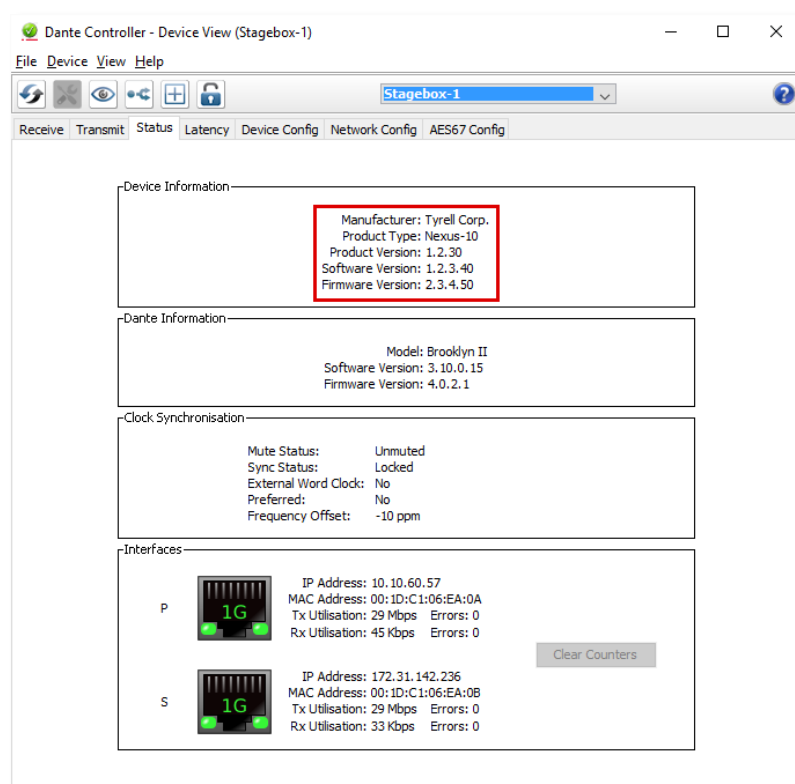 Dante Controller - Device View (Stagebox-1)
File Device View Help
Stagebox-1
Receive Transmit Status Latency Device Config Network Config AES67 Config
Device Information
Manufacturer: Tyrell Corp.
Product Type: Nexus-10
Product Version: 1.2.30
Software Version: 1.2.3.40
Firmware Version: 2.3.4.50
Dante Information
Model: Brooklyn II
Software Version: 3.10.0.15
Firmware Version: 4.0.2.1
Clock Synchronisation
Mute Status: Unmuted
Sync Status: Locked
External Word Clock: No
Preferred: No
Frequency Offset: -10 ppm
Interfaces
P
1G
IP Address: 10.10.60.57
MAC Address: 00:1D:C1:06:EA:0A
Tx Utilisation: 29 Mbps Errors: 0
Rx Utilisation: 45 Kbps Errors: 0
Clear Counters
S
1G
IP Address: 172.31.142.236
MAC Address: 00:1D:C1:06:EA:0B
Tx Utilisation: 29 Mbps Errors: 0
Rx Utilisation: 33 Kbps Errors: 0